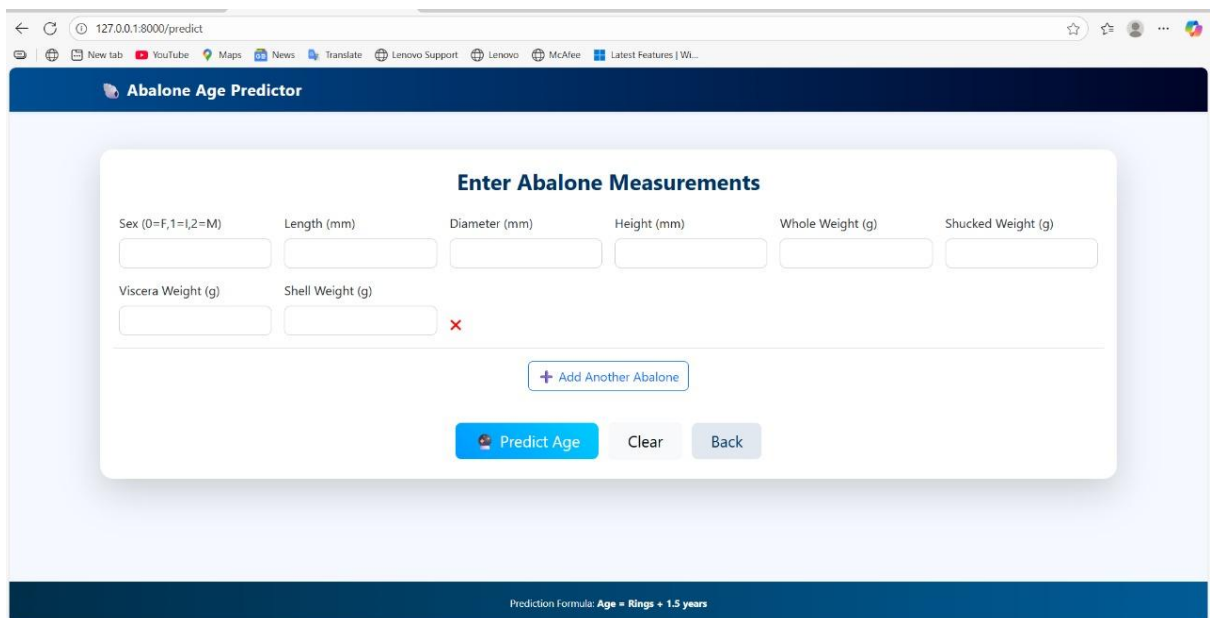 127.0.0.1:8000/predict
New tab YouTube Maps News Translate Lenovo Support Lenovo McAfee Latest Features | Wi...
Abalone Age Predictor
Enter Abalone Measurements
Sex (0=F,1=I,2=M) Length (mm) Diameter (mm) Height (mm) Whole Weight (g) Shucked Weight (g)
Viscera Weight (g) Shell Weight (g)
Add Another Abalone
Predict Age Clear Back
Prediction Formula: Age = Rings + 1.5 years